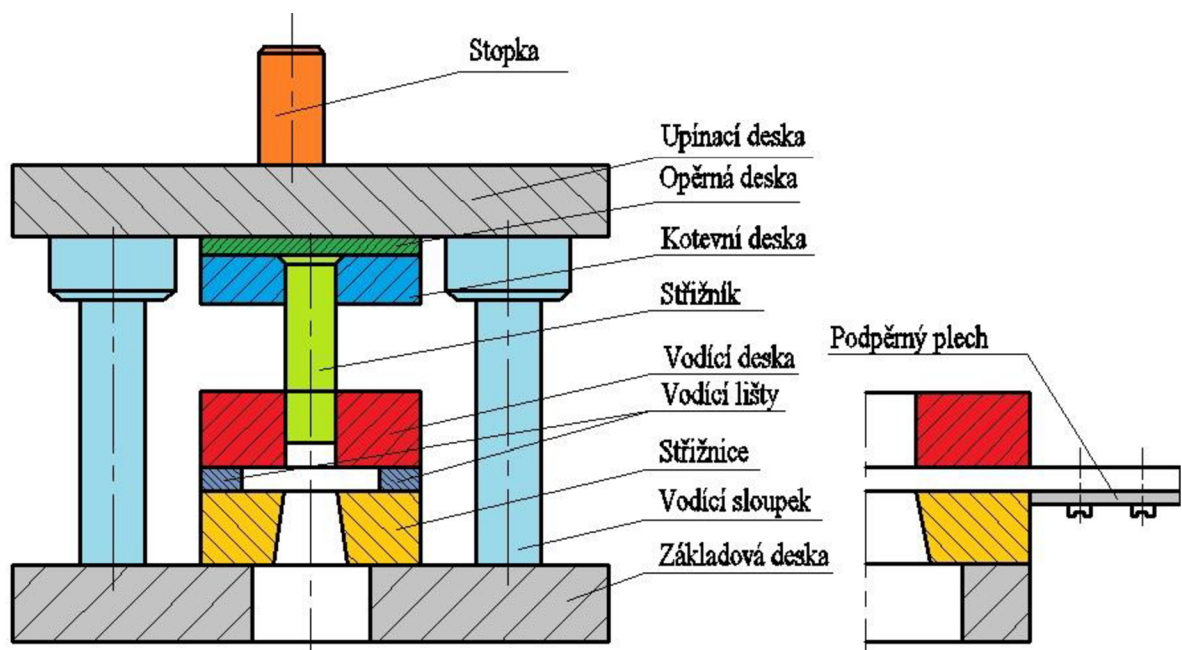 Stopka
Upínací deska
Opěrná deska
Kotevní deska
Střižník
Vodící deska
Vodící lišty
Střižnice
Vodící sloupek
Základová deska
Podpěrný plech